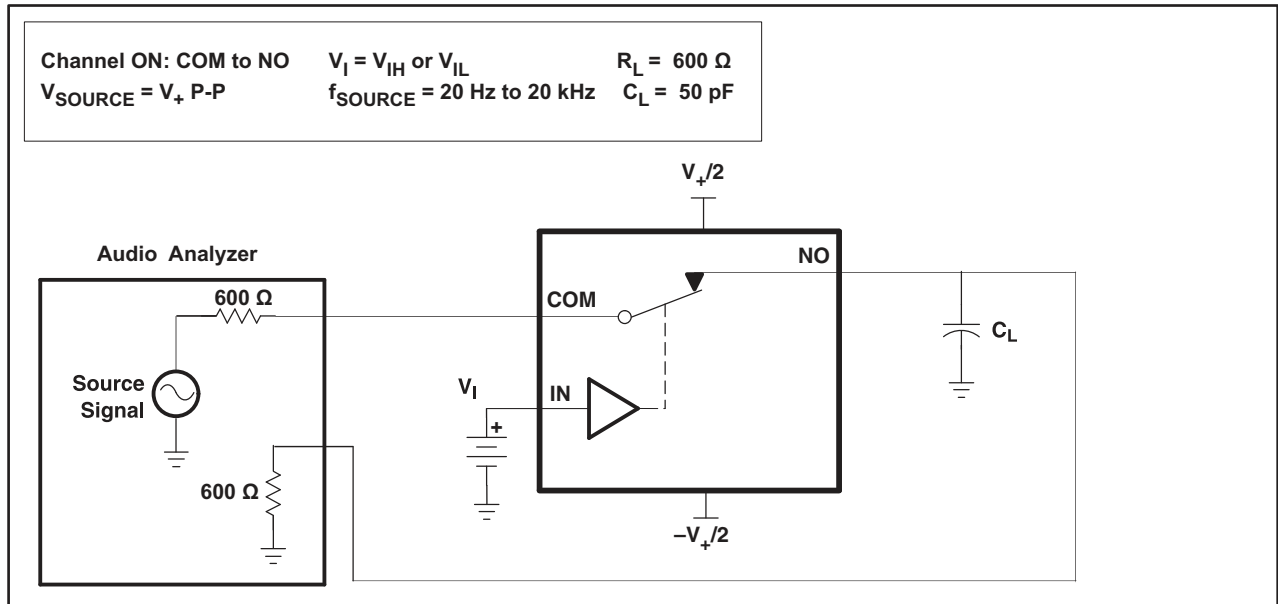 Channel ON: COM to NO V_I = V_IH or V_IL R_L = 600 Ω
V_SOURCE = V_+ P-P f_SOURCE = 20 Hz to 20 kHz C_L = 50 pF
V_+/2
Audio Analyzer
NO
600 Ω
COM
C_L
Source
Signal
V_I
IN
+
600 Ω
–V_+/2